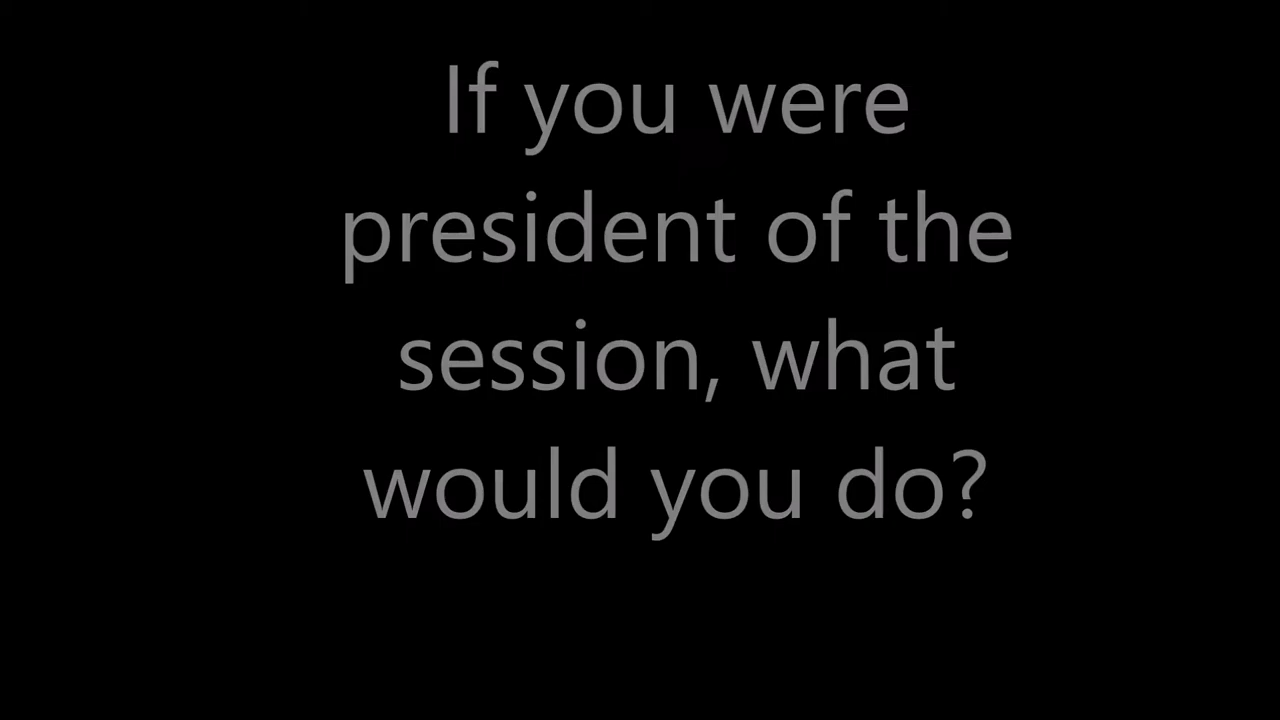 If you were
president of the
session, what
would you do?